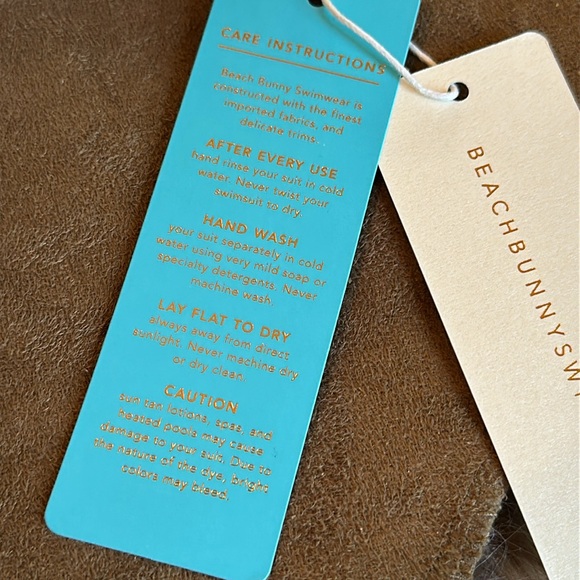 CARE INSTRUCTIONS
Beach Bunny Swimwear is
constructed with the finest
imported fabrics, and
delicate trims.
AFTER EVERY USE
hand rinse your suit in cold
water. Never twist your
swimsuit to dry.
HAND WASH
your suit separately in cold
water using very mild soap or
specialty detergents. Never
machine wash.
LAY FLAT TO DRY
always away from direct
sunlight. Never machine dry
or dry clean.
CAUTION
sun tan lotions, spas, and
heated pools may cause
damage to your suit. Due to
the nature of the dye, bright
colors may bleed.
BEACHBUNNYSW